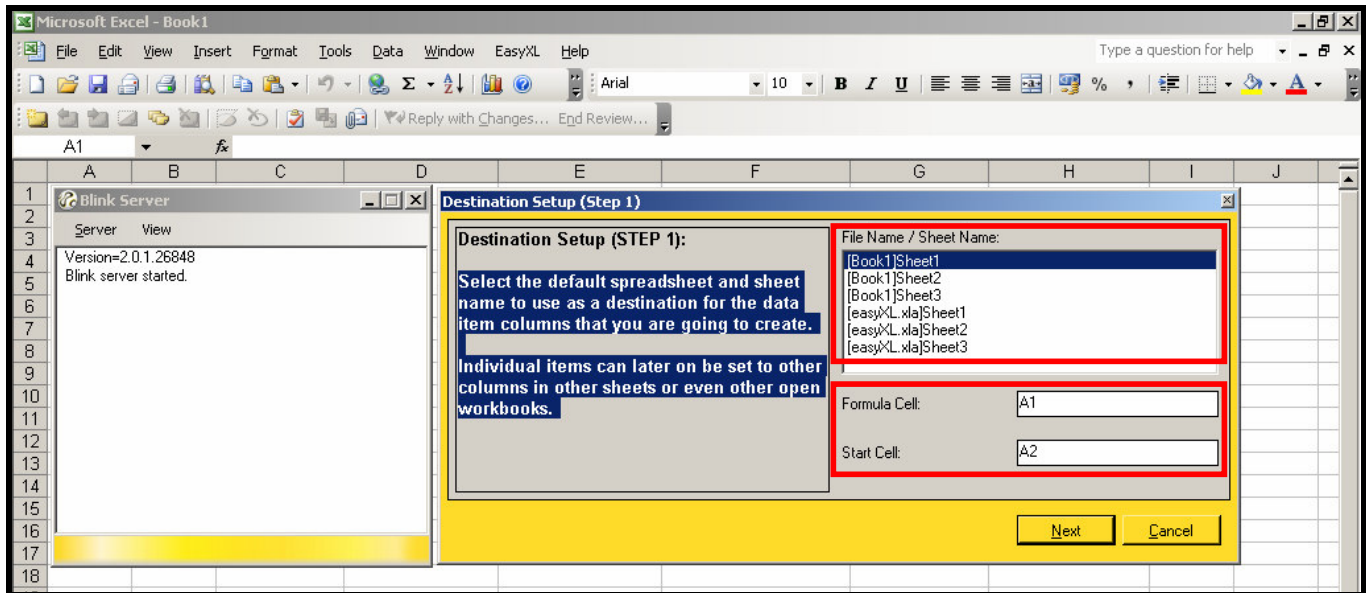 Microsoft Excel - Book1
File Edit View Insert Format Tools Data Window EasyXL Help Type a question for help
Arial 10 B I U % ,
Reply with Changes... End Review...
A1 fx
A B C D E F G H I J
1
2
3
4
5
6
7
8
9
10
11
12
13
14
15
16
17
18
Blink Server
Server View
Version=2.0.1.26848
Blink server started.
Destination Setup (Step 1)
Destination Setup (STEP 1):
Select the default spreadsheet and sheet
name to use as a destination for the data
item columns that you are going to create.
Individual items can later on be set to other
columns in other sheets or even other open
workbooks.
File Name / Sheet Name:
[Book1]Sheet1
[Book1]Sheet2
[Book1]Sheet3
[easyXL.xla]Sheet1
[easyXL.xla]Sheet2
[easyXL.xla]Sheet3
Formula Cell: A1
Start Cell: A2
Next Cancel